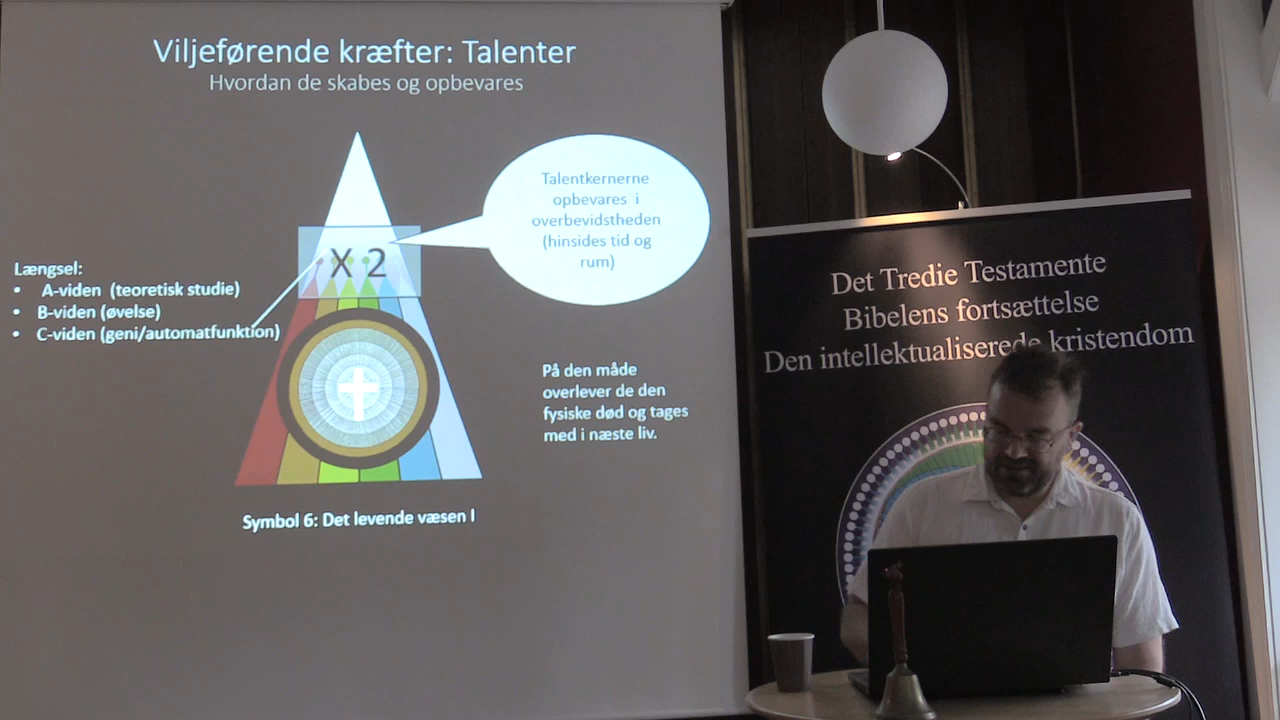 Viljeførende kræfter: Talenter
Hvordan de skabes og opbevares
Talentkernerne
opbevares i
overbevidstheden
(hinsides tid og
rum)
X 2
Længsel:
• A-viden (teoretisk studie)
• B-viden (øvelse)
• C-viden (geni/automatfunktion)
På den måde
overlever de den
fysiske død og tages
med i næste liv.
Symbol 6: Det levende væsen I
Det Tredie Testamente
Bibelens fortsættelse
Den intellektualiserede kristendom